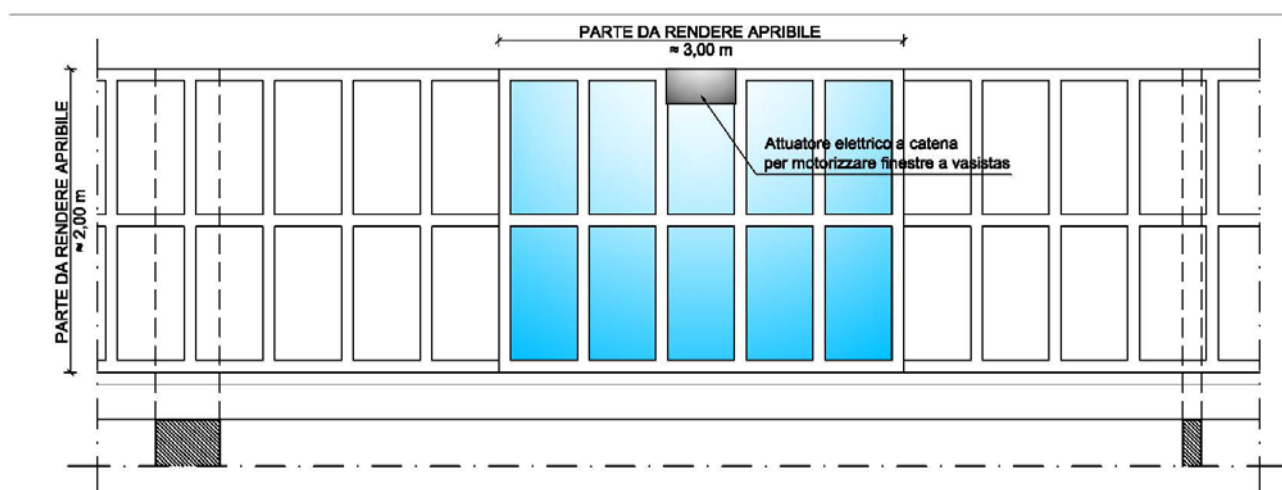 PARTE DA RENDERE APRIBILE
≈ 3,00 m
PARTE DA RENDERE APRIBILE
≈ 2,00 m
Attuatore elettrico a catena
per motorizzare finestre a vasistas